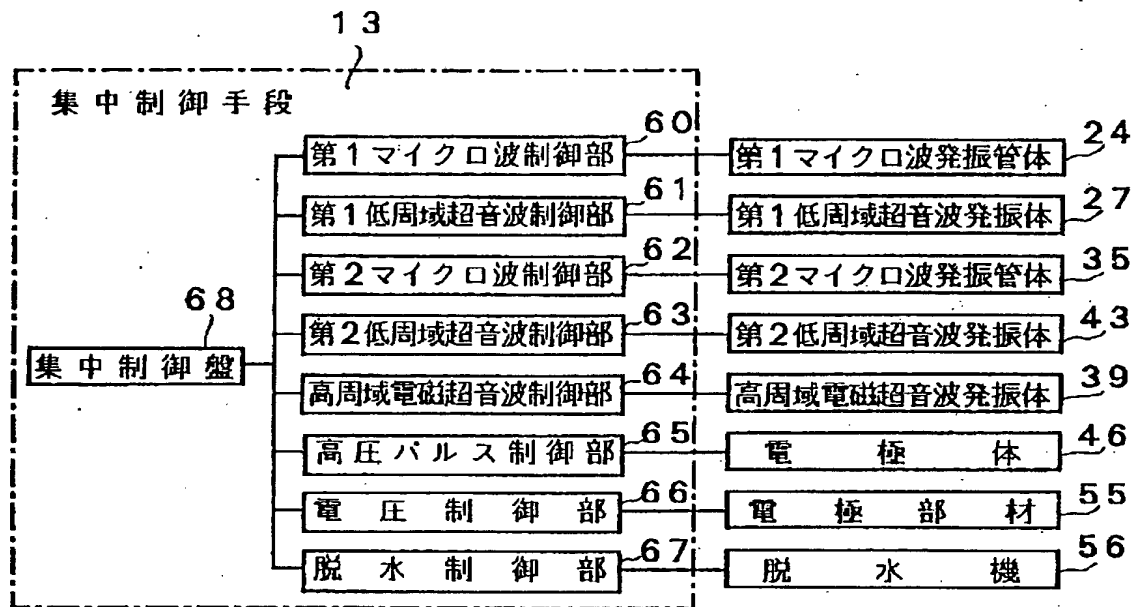 13
集中制御手段
60 24
第1マイクロ波制御部 第1マイクロ波発振管体
61 27
第1低周域超音波制御部 第1低周域超音波発振体
62 35
第2マイクロ波制御部 第2マイクロ波発振管体
68 63 43
第2低周域超音波制御部 第2低周域超音波発振体
集中制御盤
64 39
高周域電磁超音波制御部 高周域電磁超音波発振体
65 46
高圧パルス制御部 電極体
66 55
電圧制御部 電極部材
67 56
脱水制御部 脱水機